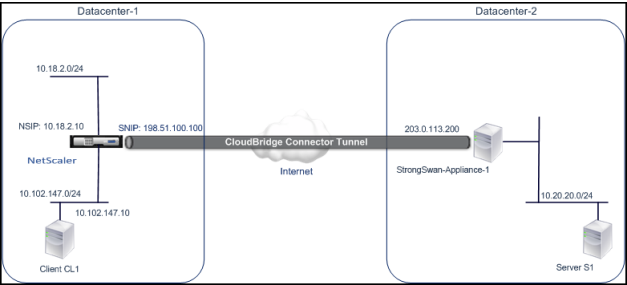 Datacenter-1
Datacenter-2
10.18.2.0/24
NSIP: 10.18.2.10
SNIP: 198.51.100.100
CloudBridge Connector Tunnel
203.0.113.200
NetScaler
Internet
StrongSwan-Appliance-1
10.102.147.0/24
10.102.147.10
10.20.20.0/24
Client CL1
Server S1